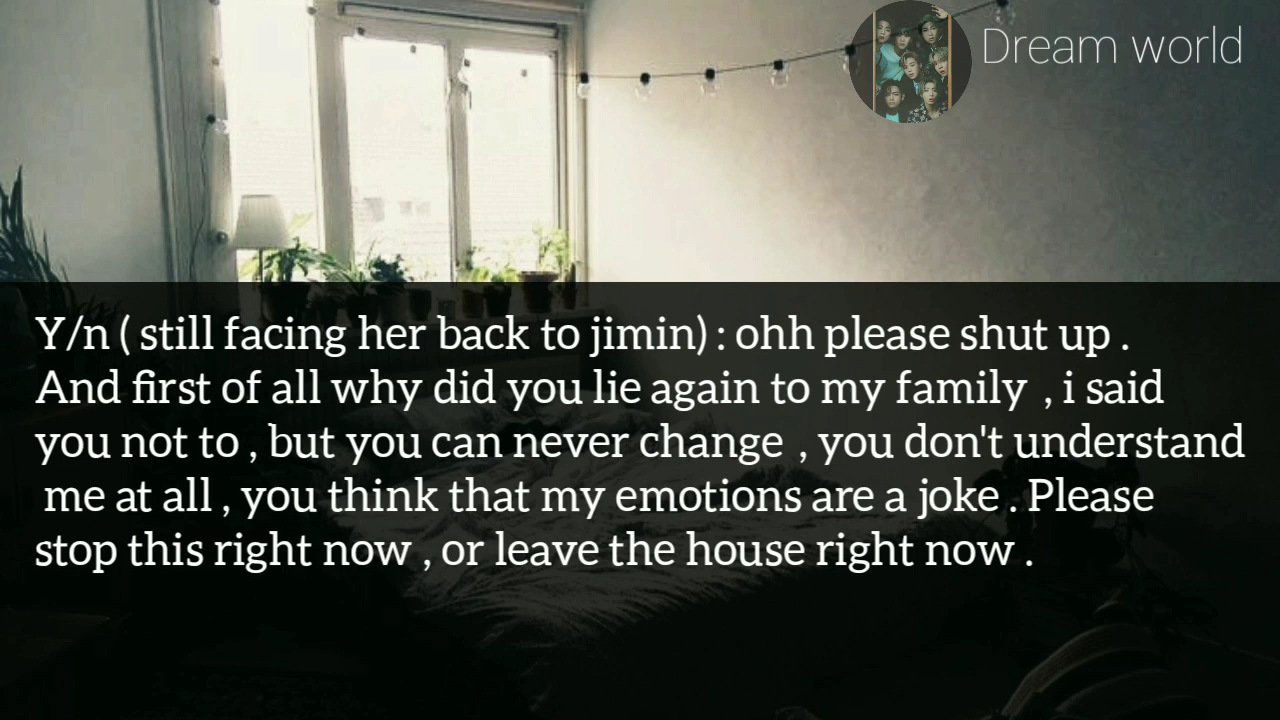 Dream world
Y/n ( still facing her back to jimin) : ohh please shut up .
And first of all why did you lie again to my family  , i said
you not to , but you can never change  , you don't understand
me at all , you think that my emotions are a joke . Please
stop this right now , or leave the house right now .